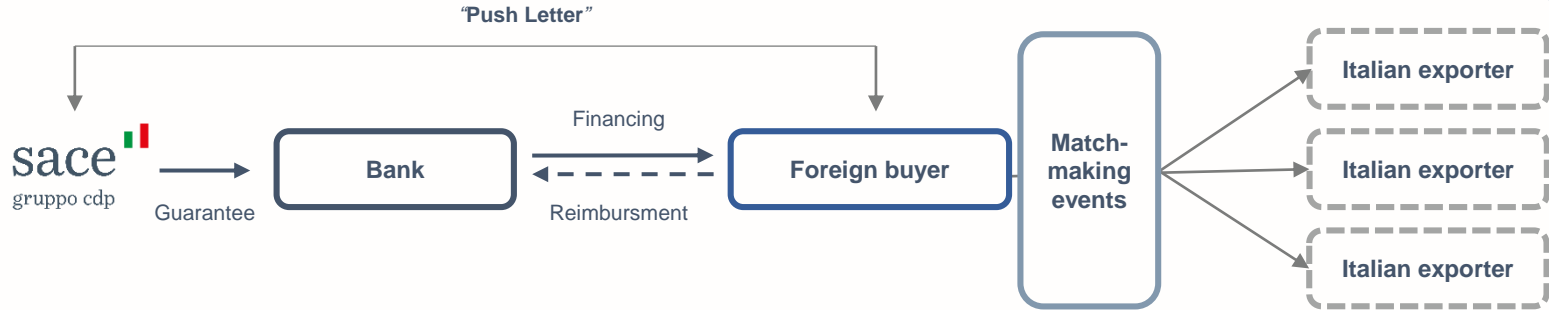 “Push Letter”
sace
gruppo cdp
Guarantee
Bank
Financing
Reimbursment
Foreign buyer
Match-
making
events
Italian exporter
Italian exporter
Italian exporter